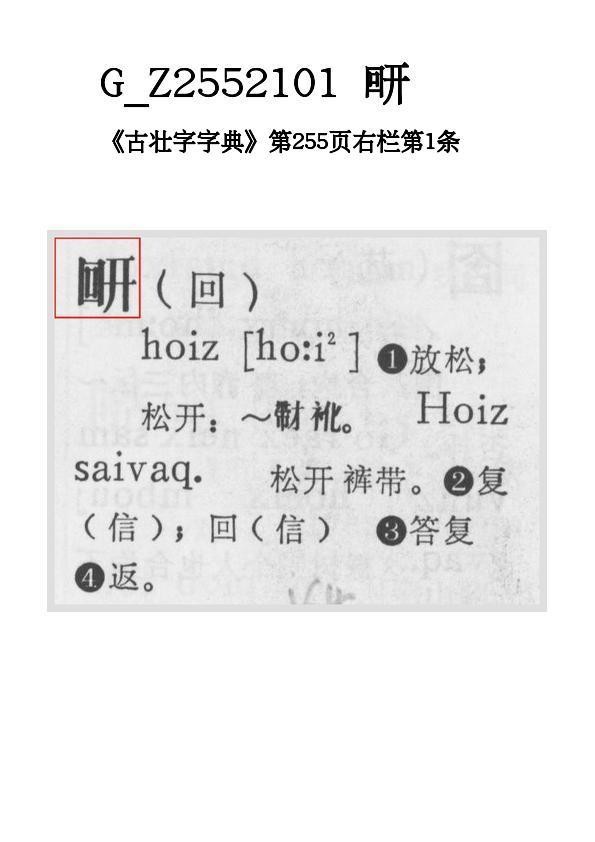 G_Z2552101
《古壮字字典》第255页右栏第1条
（回）
hoiz [ho:i²] ❶放松；
松开：～。 Hoiz
saivaq. 松开裤带。❷复
（信）；回（信） ❸答复
❹返。